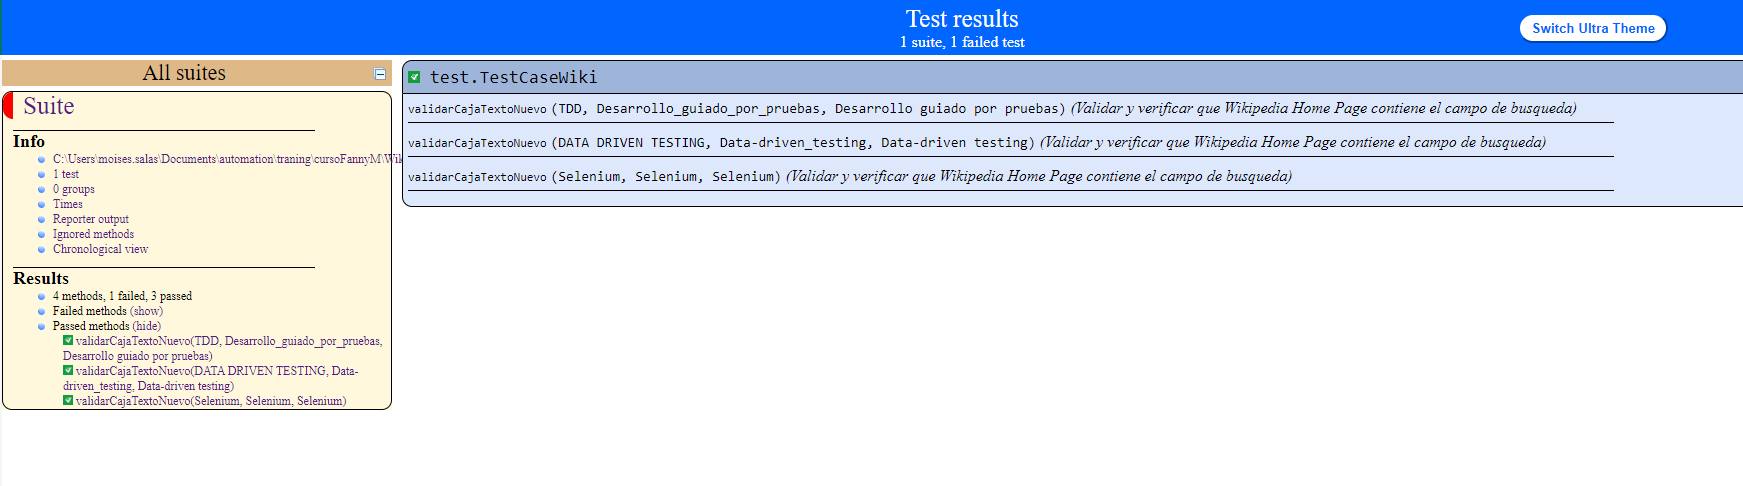 Test results
1 suite, 1 failed test
Switch Ultra Theme
All suites
Suite
Info
C:\Users\moises.salas\Documents\automation\traning\cursoFannyM\Wik
1 test
0 groups
Times
Reporter output
Ignored methods
Chronological view
Results
4 methods, 1 failed, 3 passed
Failed methods (show)
Passed methods (hide)
validarCajaTextoNuevo(TDD, Desarrollo_guiado_por_pruebas,
Desarrollo guiado por pruebas)
validarCajaTextoNuevo(DATA DRIVEN TESTING, Data-
driven_testing, Data-driven testing)
validarCajaTextoNuevo(Selenium, Selenium, Selenium)
test.TestCaseWiki
validarCajaTextoNuevo (TDD, Desarrollo_guiado_por_pruebas, Desarrollo guiado por pruebas) (Validar y verificar que Wikipedia Home Page contiene el campo de busqueda)
validarCajaTextoNuevo (DATA DRIVEN TESTING, Data-driven_testing, Data-driven testing) (Validar y verificar que Wikipedia Home Page contiene el campo de busqueda)
validarCajaTextoNuevo (Selenium, Selenium, Selenium) (Validar y verificar que Wikipedia Home Page contiene el campo de busqueda)